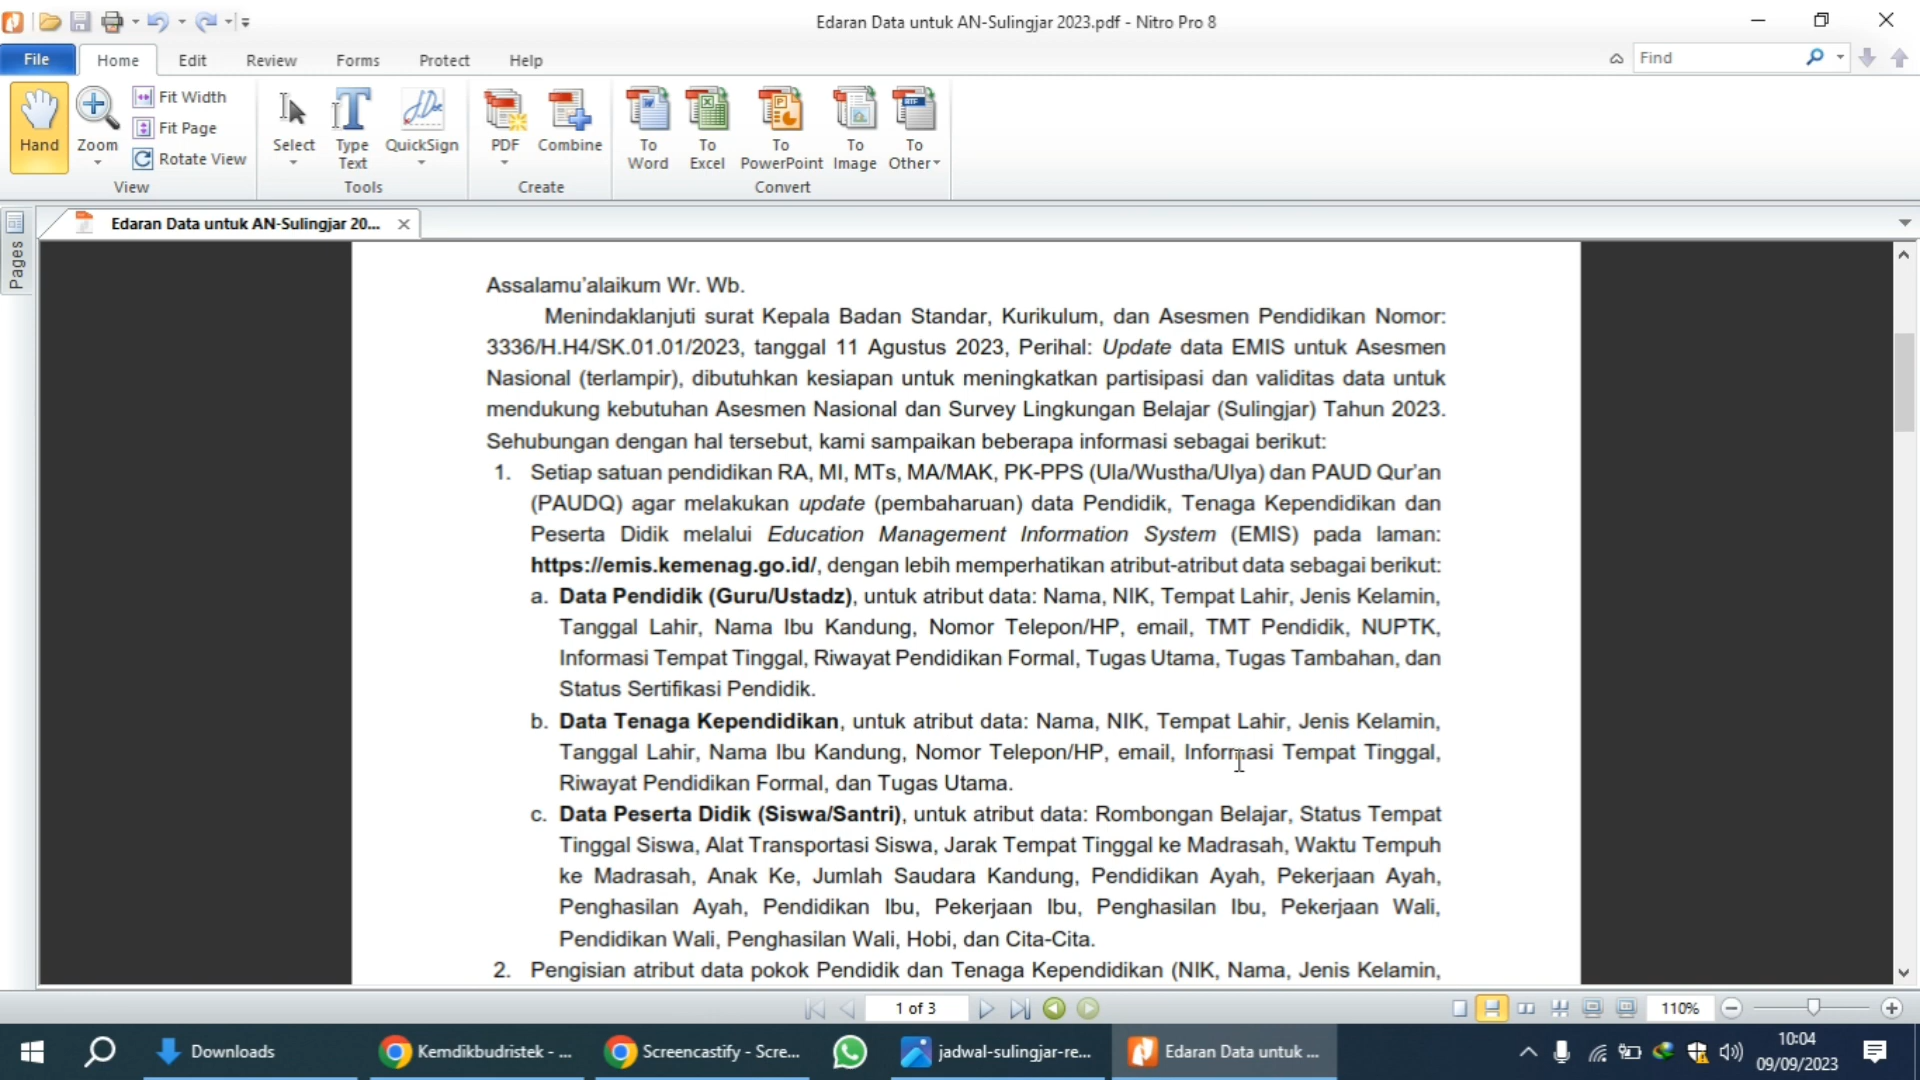 Edaran Data untuk AN-Sulingjar 2023.pdf - Nitro Pro 8
File Home Edit Review Forms Protect Help
Find
Hand
Zoom
Fit Width
Fit Page
Rotate View
View
Select
Type Text
QuickSign
Tools
PDF
Combine
Create
To Word
To Excel
To PowerPoint
To Image
To Other
Convert
Edaran Data untuk AN-Sulingjar 20...
Pages
Assalamu'alaikum Wr. Wb.
Menindaklanjuti surat Kepala Badan Standar, Kurikulum, dan Asesmen Pendidikan Nomor:
3336/H.H4/SK.01.01/2023, tanggal 11 Agustus 2023, Perihal: Update data EMIS untuk Asesmen
Nasional (terlampir), dibutuhkan kesiapan untuk meningkatkan partisipasi dan validitas data untuk
mendukung kebutuhan Asesmen Nasional dan Survey Lingkungan Belajar (Sulingjar) Tahun 2023.
Sehubungan dengan hal tersebut, kami sampaikan beberapa informasi sebagai berikut:
1. Setiap satuan pendidikan RA, MI, MTs, MA/MAK, PK-PPS (Ula/Wustha/Ulya) dan PAUD Qur'an
(PAUDQ) agar melakukan update (pembaharuan) data Pendidik, Tenaga Kependidikan dan
Peserta Didik melalui Education Management Information System (EMIS) pada laman:
https://emis.kemenag.go.id/, dengan lebih memperhatikan atribut-atribut data sebagai berikut:
a. Data Pendidik (Guru/Ustadz), untuk atribut data: Nama, NIK, Tempat Lahir, Jenis Kelamin,
Tanggal Lahir, Nama Ibu Kandung, Nomor Telepon/HP, email, TMT Pendidik, NUPTK,
Informasi Tempat Tinggal, Riwayat Pendidikan Formal, Tugas Utama, Tugas Tambahan, dan
Status Sertifikasi Pendidik.
b. Data Tenaga Kependidikan, untuk atribut data: Nama, NIK, Tempat Lahir, Jenis Kelamin,
Tanggal Lahir, Nama Ibu Kandung, Nomor Telepon/HP, email, Informasi Tempat Tinggal,
Riwayat Pendidikan Formal, dan Tugas Utama.
c. Data Peserta Didik (Siswa/Santri), untuk atribut data: Rombongan Belajar, Status Tempat
Tinggal Siswa, Alat Transportasi Siswa, Jarak Tempat Tinggal ke Madrasah, Waktu Tempuh
ke Madrasah, Anak Ke, Jumlah Saudara Kandung, Pendidikan Ayah, Pekerjaan Ayah,
Penghasilan Ayah, Pendidikan Ibu, Pekerjaan Ibu, Penghasilan Ibu, Pekerjaan Wali,
Pendidikan Wali, Penghasilan Wali, Hobi, dan Cita-Cita.
2. Pengisian atribut data pokok Pendidik dan Tenaga Kependidikan (NIK, Nama, Jenis Kelamin,
1 of 3
110%
Downloads
Kemdikbudristek - ...
Screencastify - Scre...
jadwal-sulingjar-re...
Edaran Data untuk ...
10:04
09/09/2023